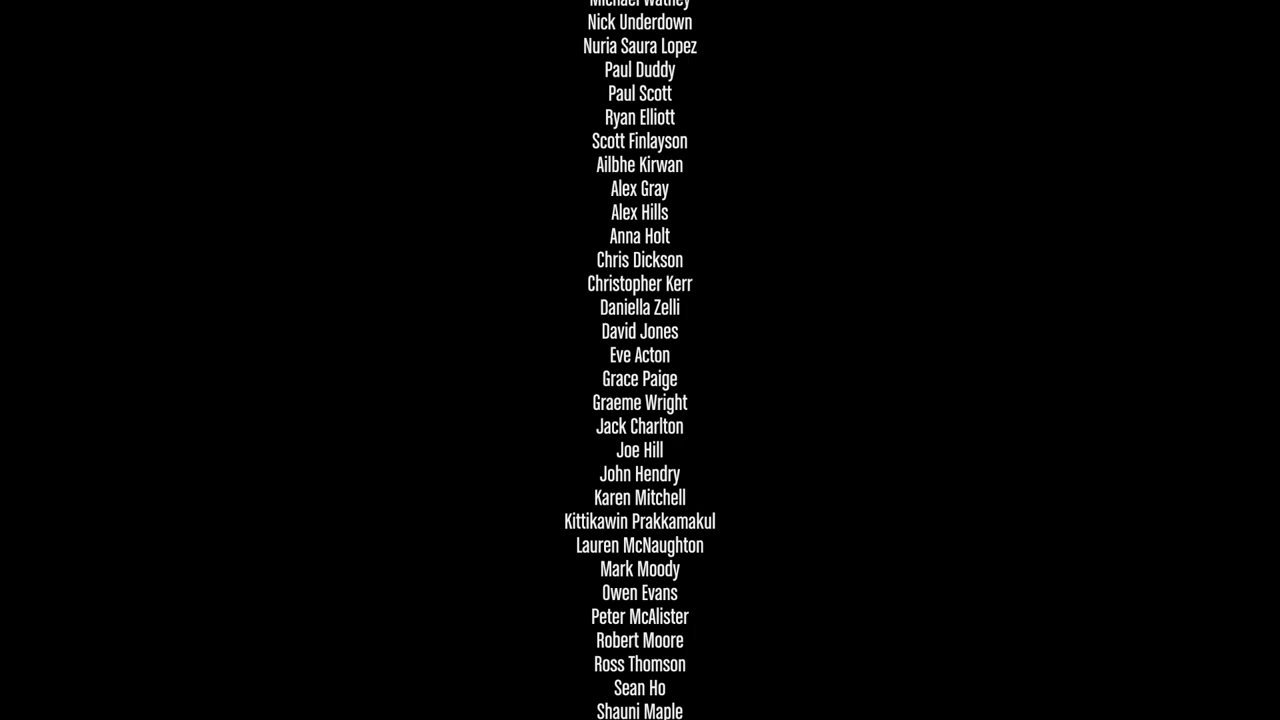 Michael Watney
Nick Underdown
Nuria Saura Lopez
Paul Duddy
Paul Scott
Ryan Elliott
Scott Finlayson
Ailbhe Kirwan
Alex Gray
Alex Hills
Anna Holt
Chris Dickson
Christopher Kerr
Daniella Zelli
David Jones
Eve Acton
Grace Paige
Graeme Wright
Jack Charlton
Joe Hill
John Hendry
Karen Mitchell
Kittikawin Prakkamakul
Lauren McNaughton
Mark Moody
Owen Evans
Peter McAlister
Robert Moore
Ross Thomson
Sean Ho
Shauni Maple